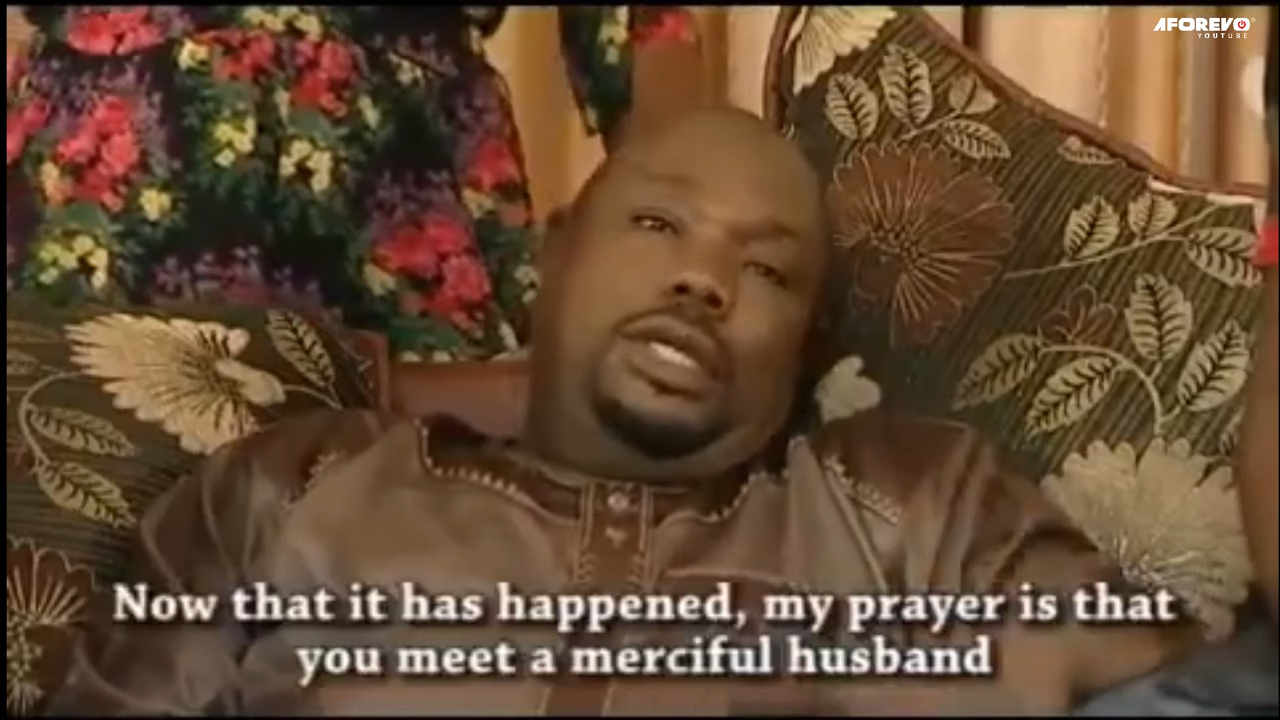 AFOREVO
YOUTUBE
Now that it has happened, my prayer is that
you meet a merciful husband